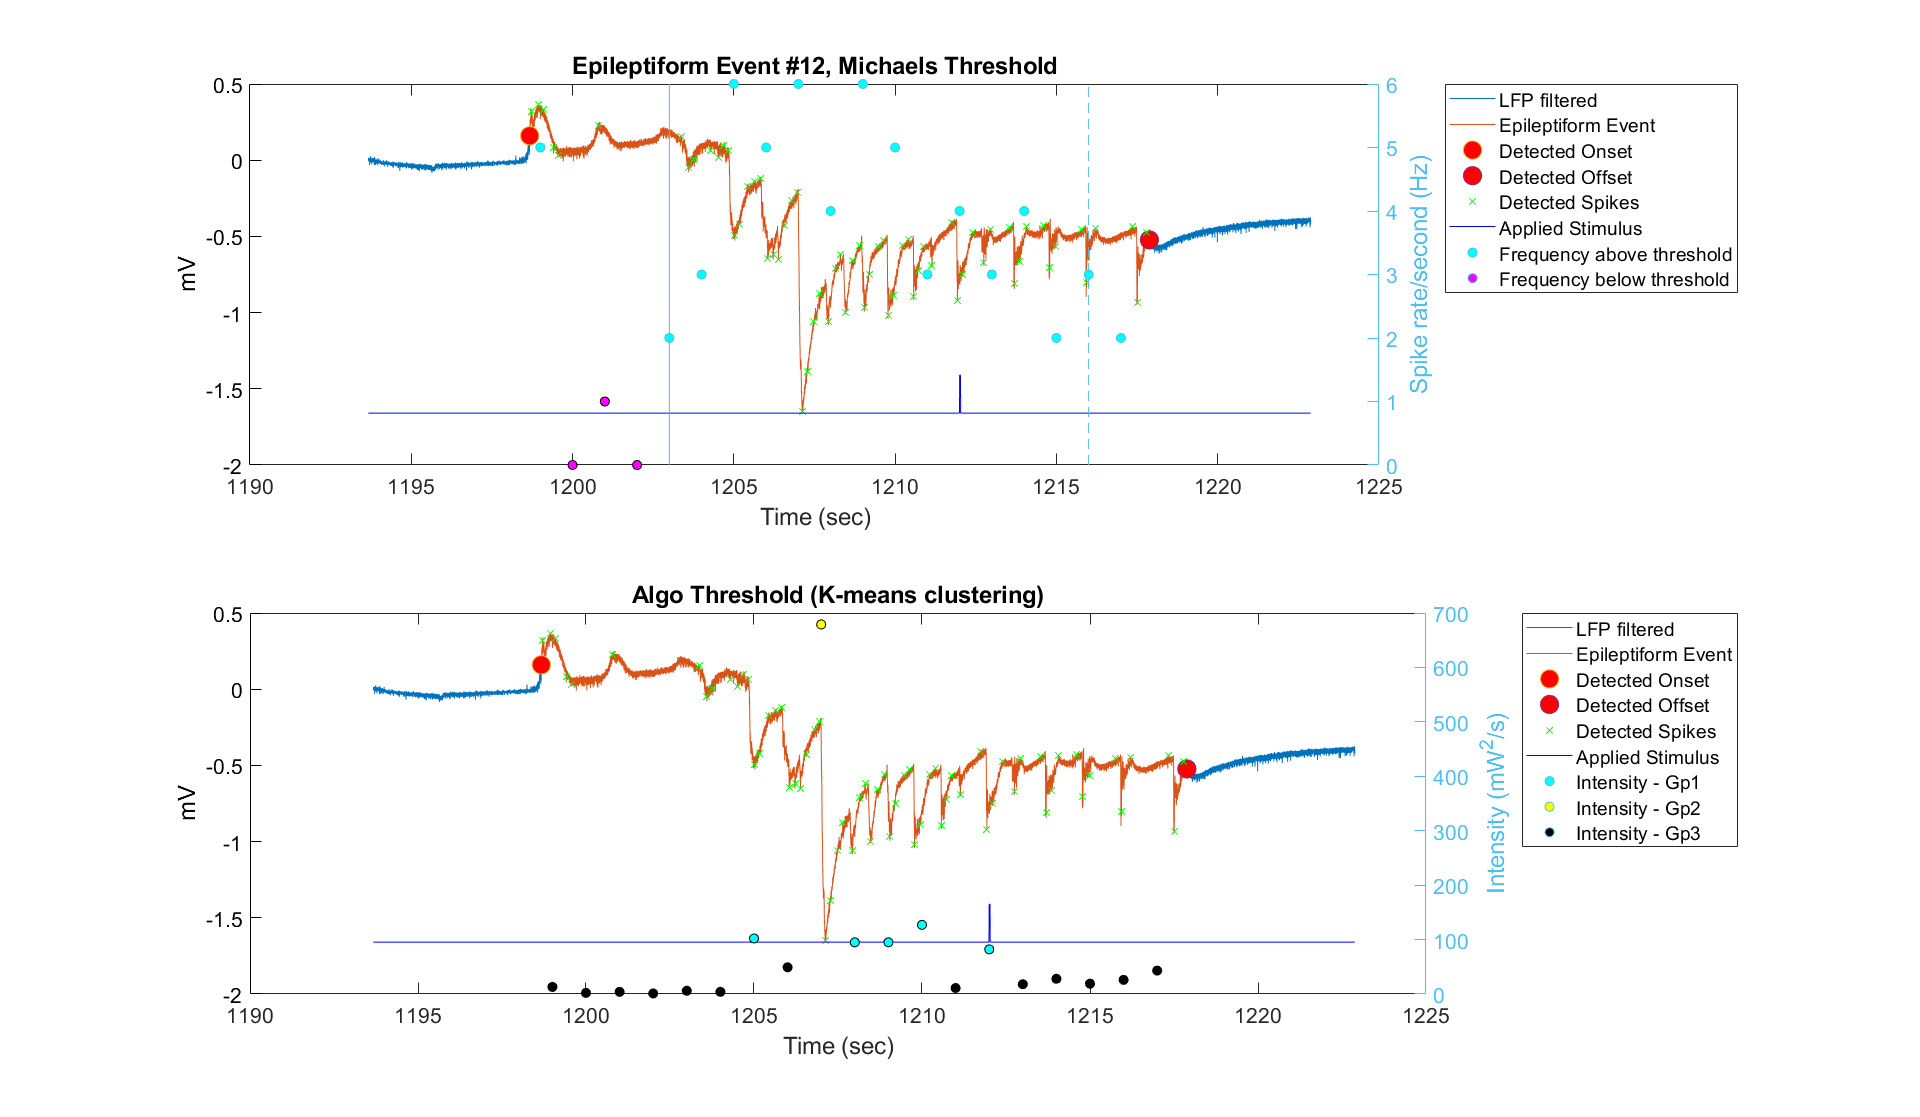 Epileptiform Event #12, Michaels Threshold
0.5
0
-0.5
-1
-1.5
-2
mV
1190
1195
1200
1205
1210
1215
1220
1225
Time (sec)
6
5
4
3
2
1
0
Spike rate/second (Hz)
LFP filtered
Epileptiform Event
Detected Onset
Detected Offset
Detected Spikes
Applied Stimulus
Frequency above threshold
Frequency below threshold
Algo Threshold (K-means clustering)
0.5
0
-0.5
-1
-1.5
-2
mV
1190
1195
1200
1205
1210
1215
1220
1225
Time (sec)
700
600
500
400
300
200
100
0
Intensity (mW²/s)
LFP filtered
Epileptiform Event
Detected Onset
Detected Offset
Detected Spikes
Applied Stimulus
Intensity - Gp1
Intensity - Gp2
Intensity - Gp3